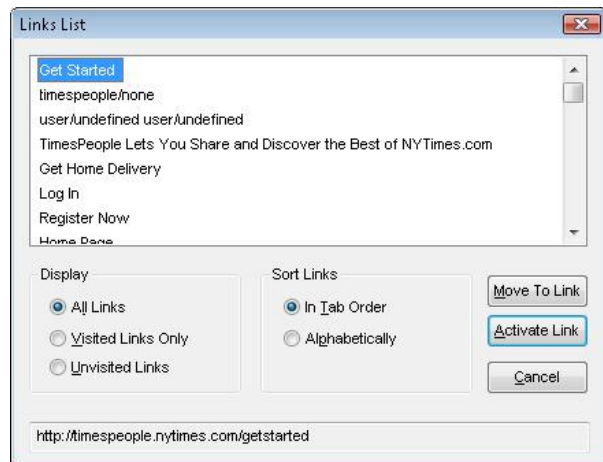 Links List
Get Started
timespeople/none
user/undefined user/undefined
TimesPeople Lets You Share and Discover the Best of NYTimes.com
Get Home Delivery
Log In
Register Now
Home Page
Display
All Links
Visited Links Only
Unvisited Links
Sort Links
In Tab Order
Alphabetically
Move To Link
Activate Link
Cancel
http://timespeople.nytimes.com/getstarted